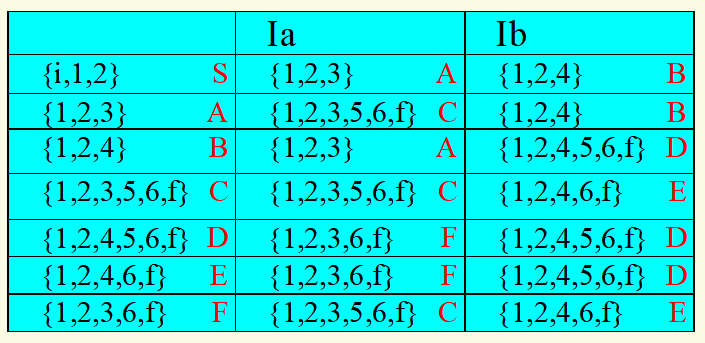 Ia Ib
{i,1,2} S {1,2,3} A {1,2,4} B
{1,2,3} A {1,2,3,5,6,f} C {1,2,4} B
{1,2,4} B {1,2,3} A {1,2,4,5,6,f} D
{1,2,3,5,6,f} C {1,2,3,5,6,f} C {1,2,4,6,f} E
{1,2,4,5,6,f} D {1,2,3,6,f} F {1,2,4,5,6,f} D
{1,2,4,6,f} E {1,2,3,6,f} F {1,2,4,5,6,f} D
{1,2,3,6,f} F {1,2,3,5,6,f} C {1,2,4,6,f} E